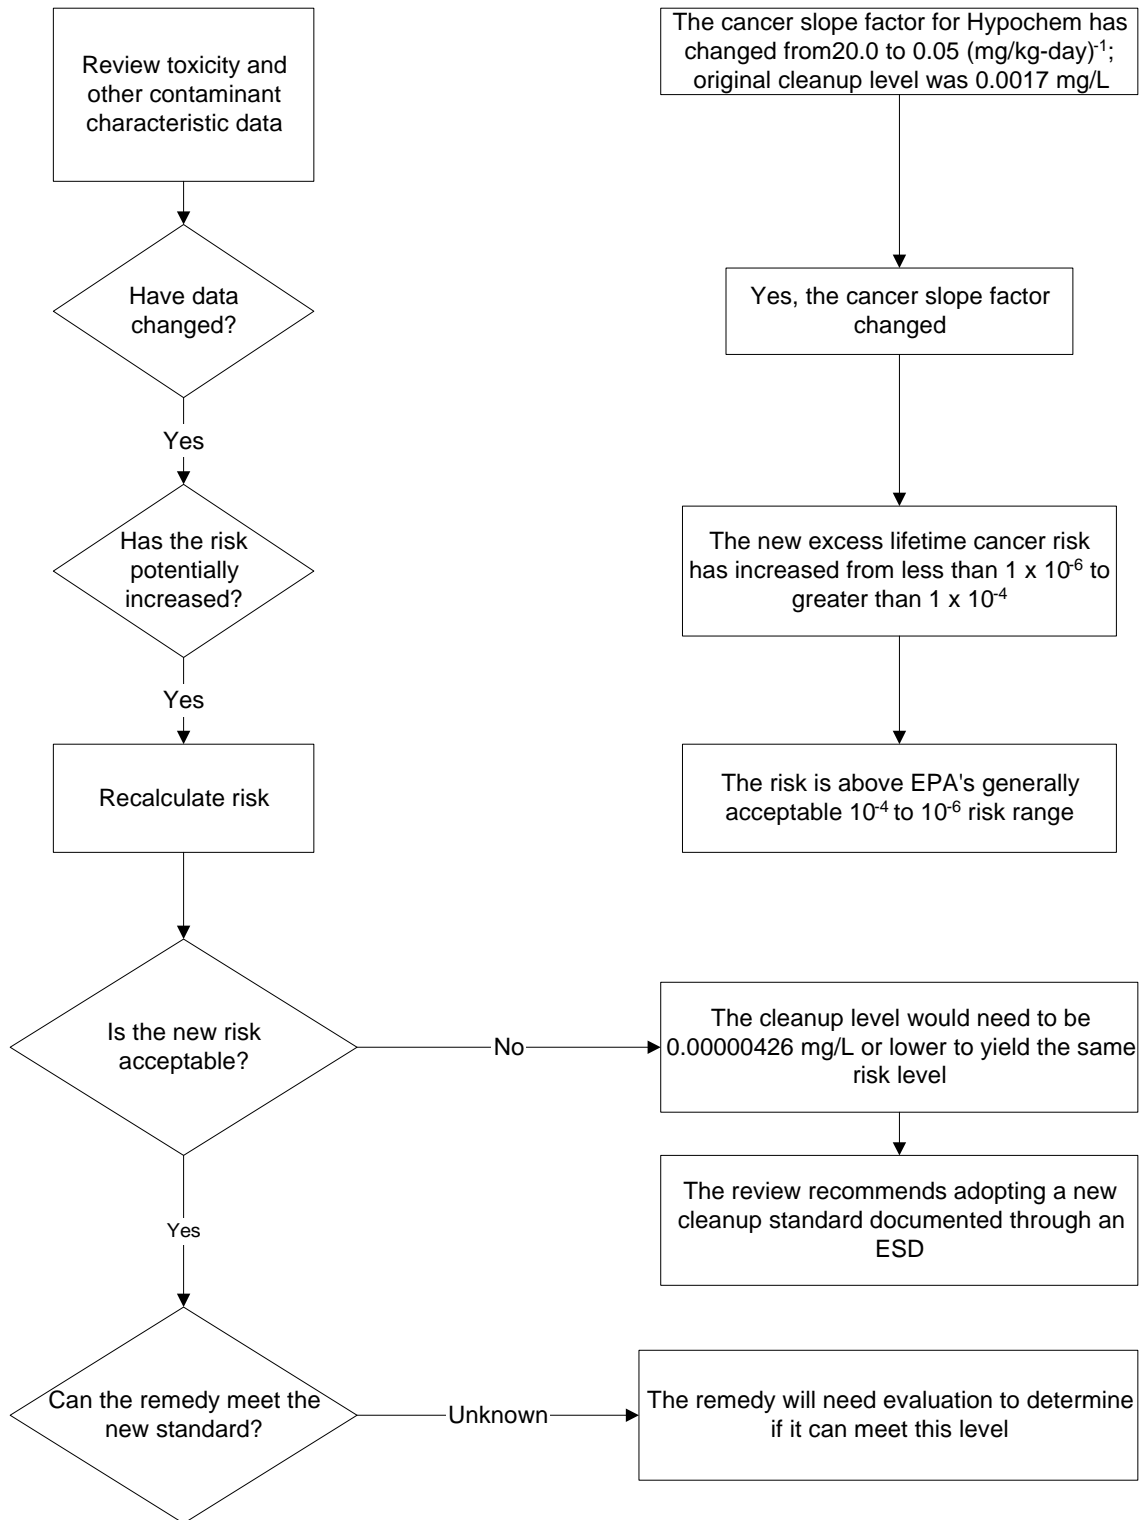 Review toxicity and
other contaminant
characteristic data
The cancer slope factor for Hypochem has
changed from20.0 to 0.05 (mg/kg-day)⁻¹;
original cleanup level was 0.0017 mg/L
Have data
changed?
Yes, the cancer slope factor
changed
Yes
Has the risk
potentially
increased?
The new excess lifetime cancer risk
has increased from less than 1 x 10⁻⁶ to
greater than 1 x 10⁻⁴
Yes
Recalculate risk
The risk is above EPA's generally
acceptable 10⁻⁴ to 10⁻⁶ risk range
Is the new risk
acceptable?
No
The cleanup level would need to be
0.00000426 mg/L or lower to yield the same
risk level
The review recommends adopting a new
cleanup standard documented through an
ESD
Yes
Can the remedy meet the
new standard?
Unknown
The remedy will need evaluation to determine
if it can meet this level